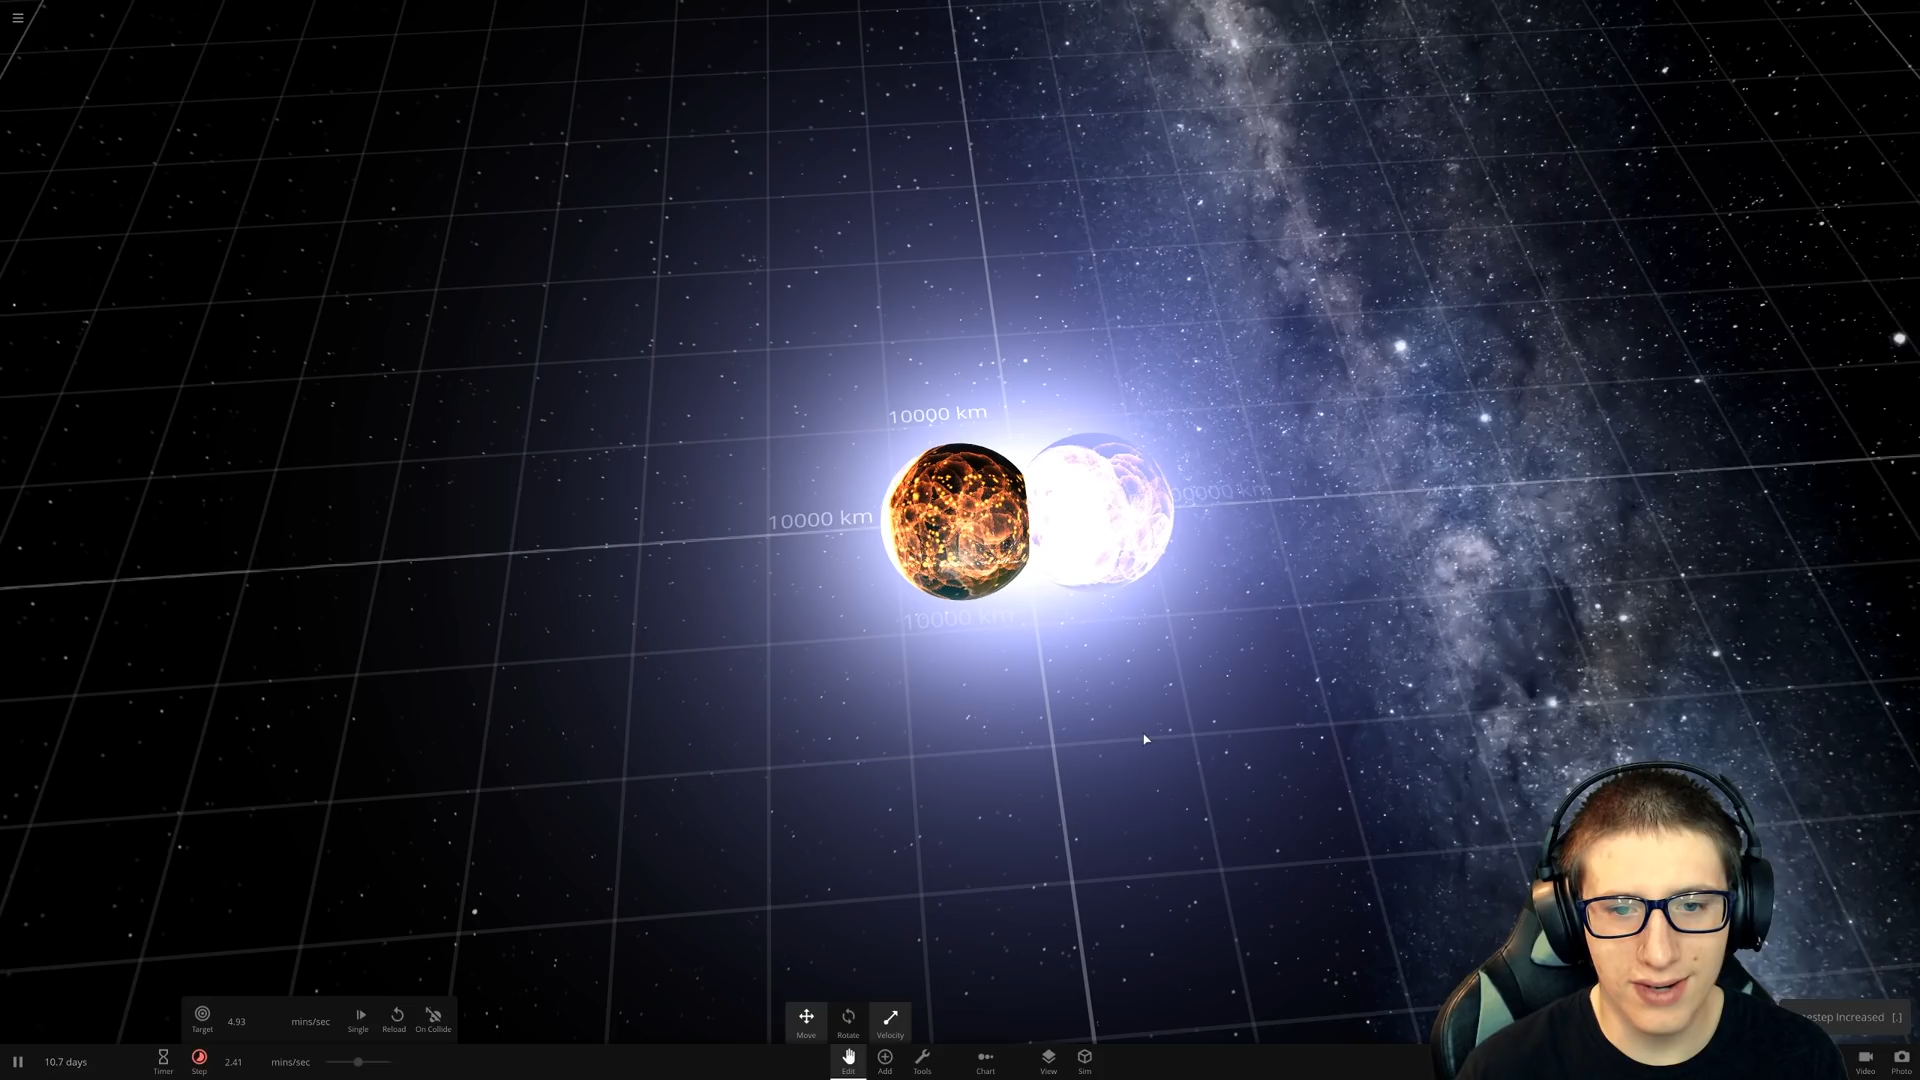 10000 km
10000 km
10000 km
Target
4.93
mins/sec
Single
Reload
On Collide
Move
Rotate
Velocity
estep Increased [.]
10.7 days
Timer
Step
2.41
mins/sec
Edit
Add
Tools
Chart
View
Sim
Video
Photo